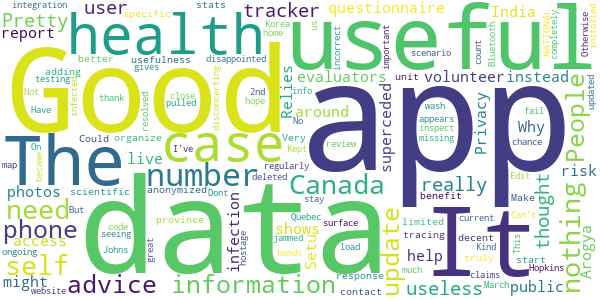 integration
specific
stats
Pretty
user
tracker
questionnaire
Korea
home
us
India
NATIONAL
completely
installed
Otherwise
report
usefulness
disappointed
health
useful
better
gives
incorrect
important
Bluetooth
scenario
count
adding
testing
evaluators
unit
volunteer
instead
updated
Not
Have
infected
thank
resolved
close
pulled
disconcerting
2nd
hope
info
No
Relies
around
superceded
wash
appears
inspect
missing
fail
Why
chance
Good
app
On
became
Could
organize
I've
Very
Kept
review
Privacy
People
The
case
map
live
number
regularly
deleted
Canada
really
Edit
Make
nothing
risk
photos
scientific
anonymized
Dont
stay
benefit
But
province
infection
Quebec
surface
limited
current
thought
Arogya
need
data
It
phone
code
seeing
great
shows
jammed
Setup
load
update
tracing
decent
Kind
This
Can't
access
Johns
hostage
hands
help
truly
start
self
might
ongoing
website
advice
information
response
contact
much
useless
March
claims
Hopkins
public